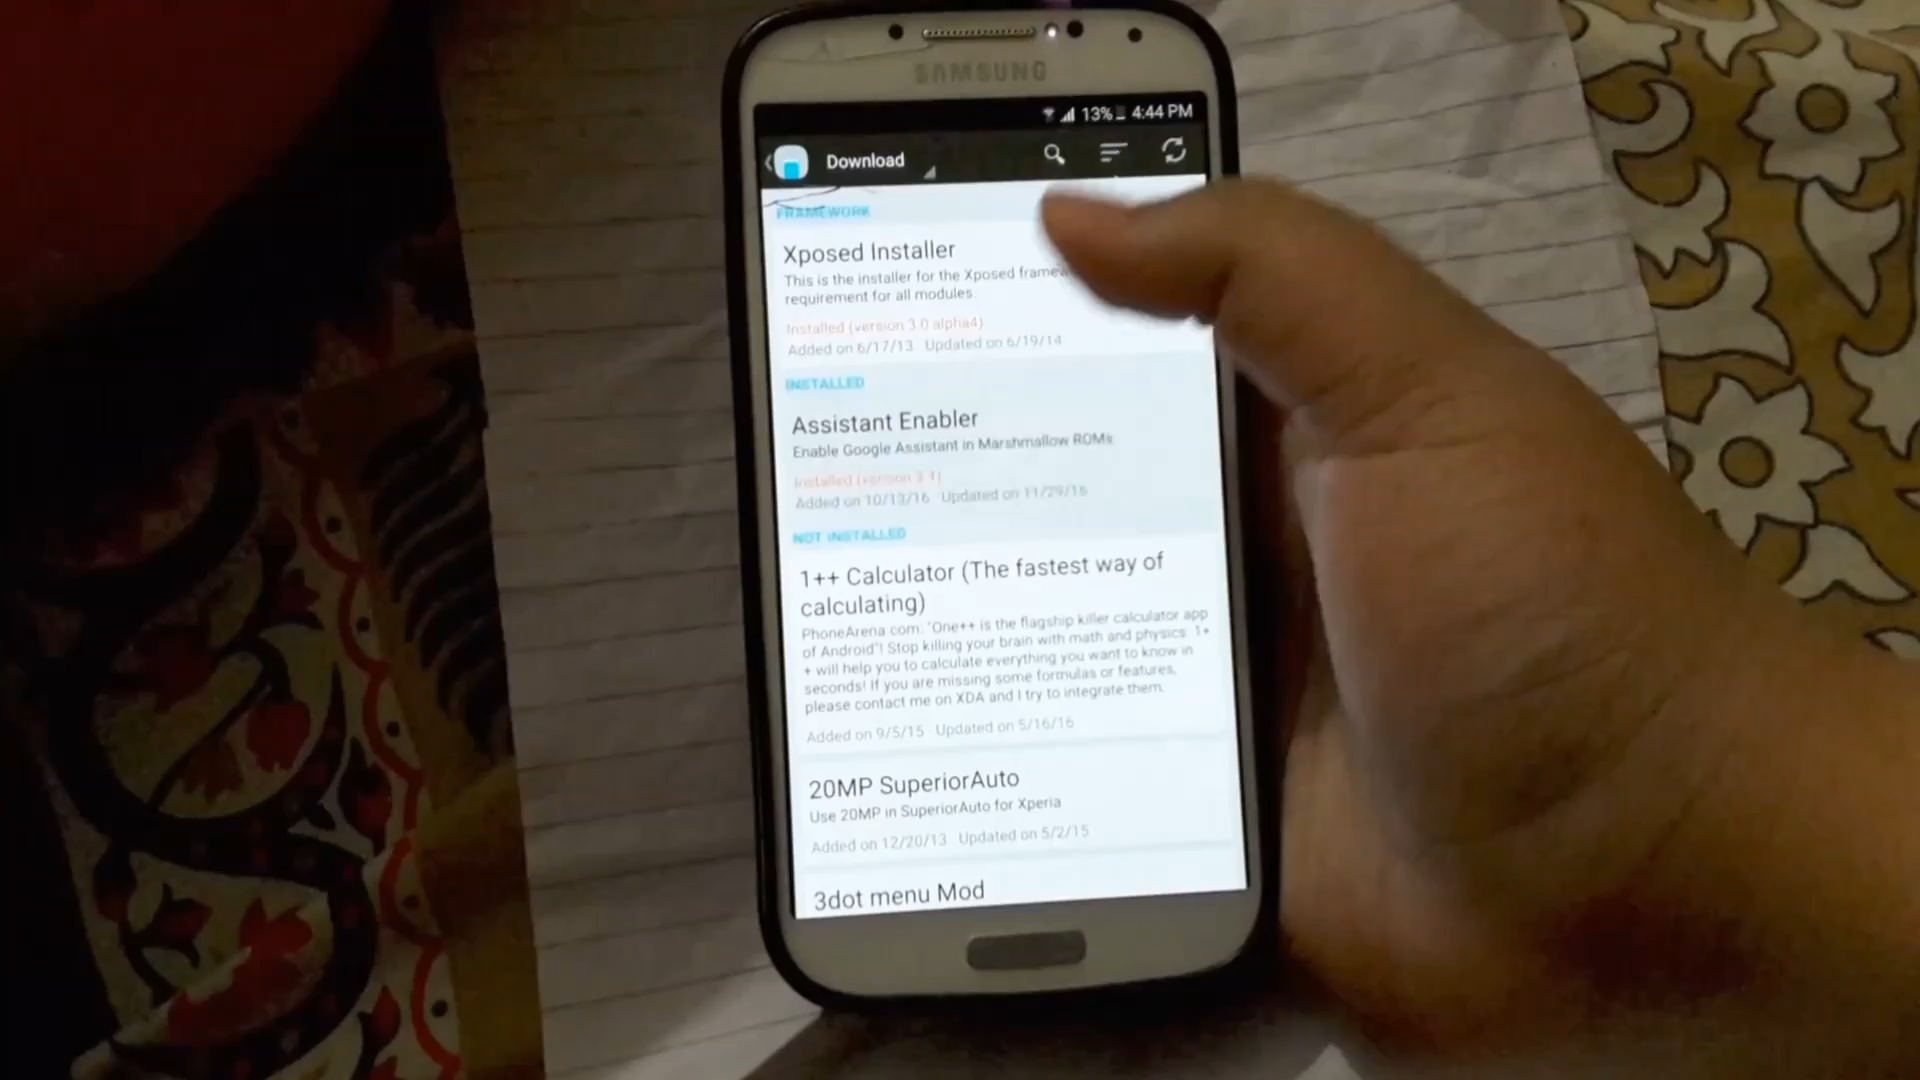 SAMSUNG
13% 4:44 PM
Download
FRAMEWORK
Xposed Installer
This is the installer for the Xposed
requirement for all modules.
Installed (version 3.0 alpha4)
Added on 6/17/13 · Updated on 6/19/14
INSTALLED
Assistant Enabler
Enable Google Assistant in Marshmallow ROMs
Installed (version 3.1)
Added on 10/13/16 · Updated on 11/29/16
NOT INSTALLED
1++ Calculator (The fastest way of
calculating)
PhoneArena.com: "One++ is the flagship killer calculator app
of Android"! Stop killing your brain with math and physics. 1+
+ will help you to calculate everything you want to know in
seconds! If you are missing some formulas or features,
please contact me on XDA and I try to integrate them.
Added on 9/5/15 · Updated on 5/16/16
20MP SuperiorAuto
Use 20MP in SuperiorAuto for Xperia
Added on 12/20/13 · Updated on 5/2/15
3dot menu Mod